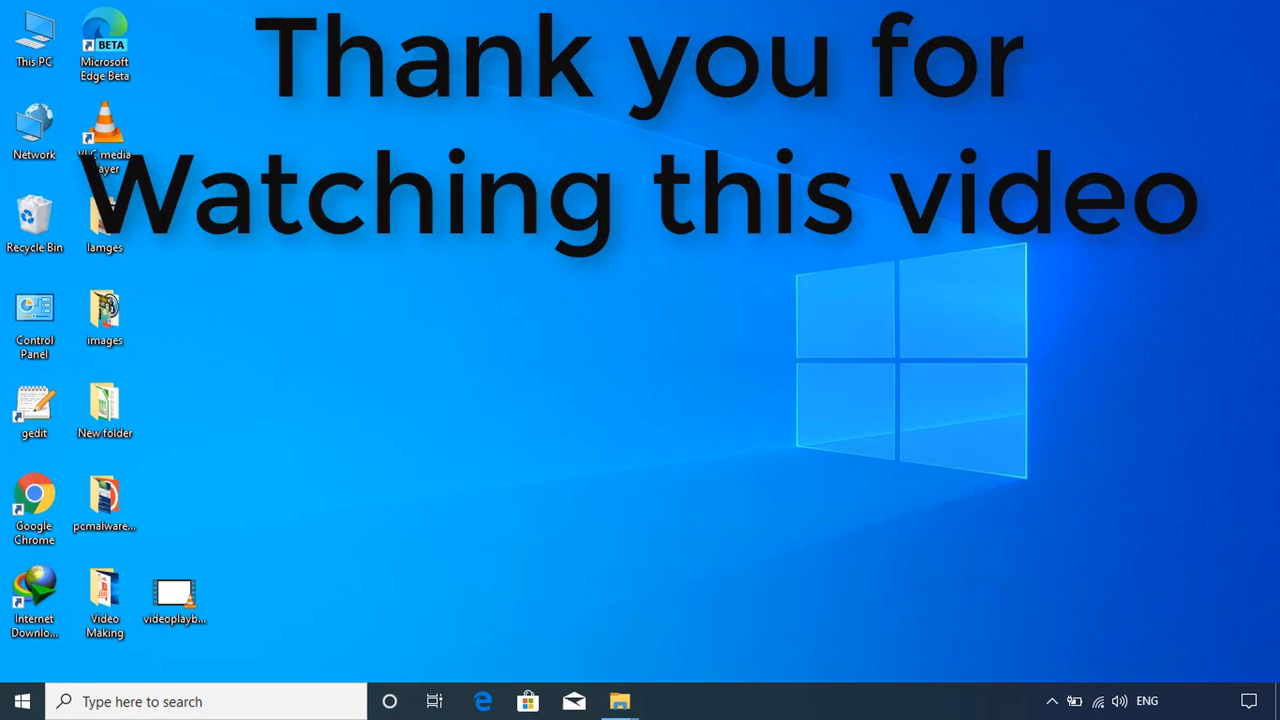 Thank you for
Watching this video
This PC
BETA
Microsoft
Edge Beta
Network
VLC media
player
Recycle Bin
Iamges
Control
Panel
images
gedit
New folder
Google
Chrome
pcmalware...
Internet
Downlo...
Video
Making
videoplayb...
Type here to search
ENG